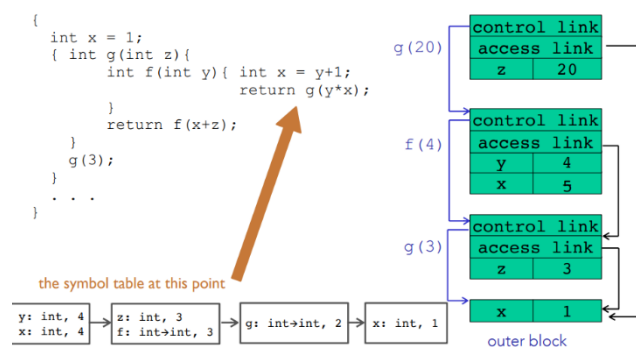 {
int x = 1;
{ int g(int z){
int f(int y){ int x = y+1;
return g(y*x);
}
return f(x+z);
}
g(3);
}
. . .
}
the symbol table at this point
y: int, 4
x: int, 4
z: int, 3
f: int→int, 3
g: int→int, 2
x: int, 1
g(20)
control link
access link
z 20
f(4)
control link
access link
y 4
x 5
g(3)
control link
access link
z 3
x 1
outer block